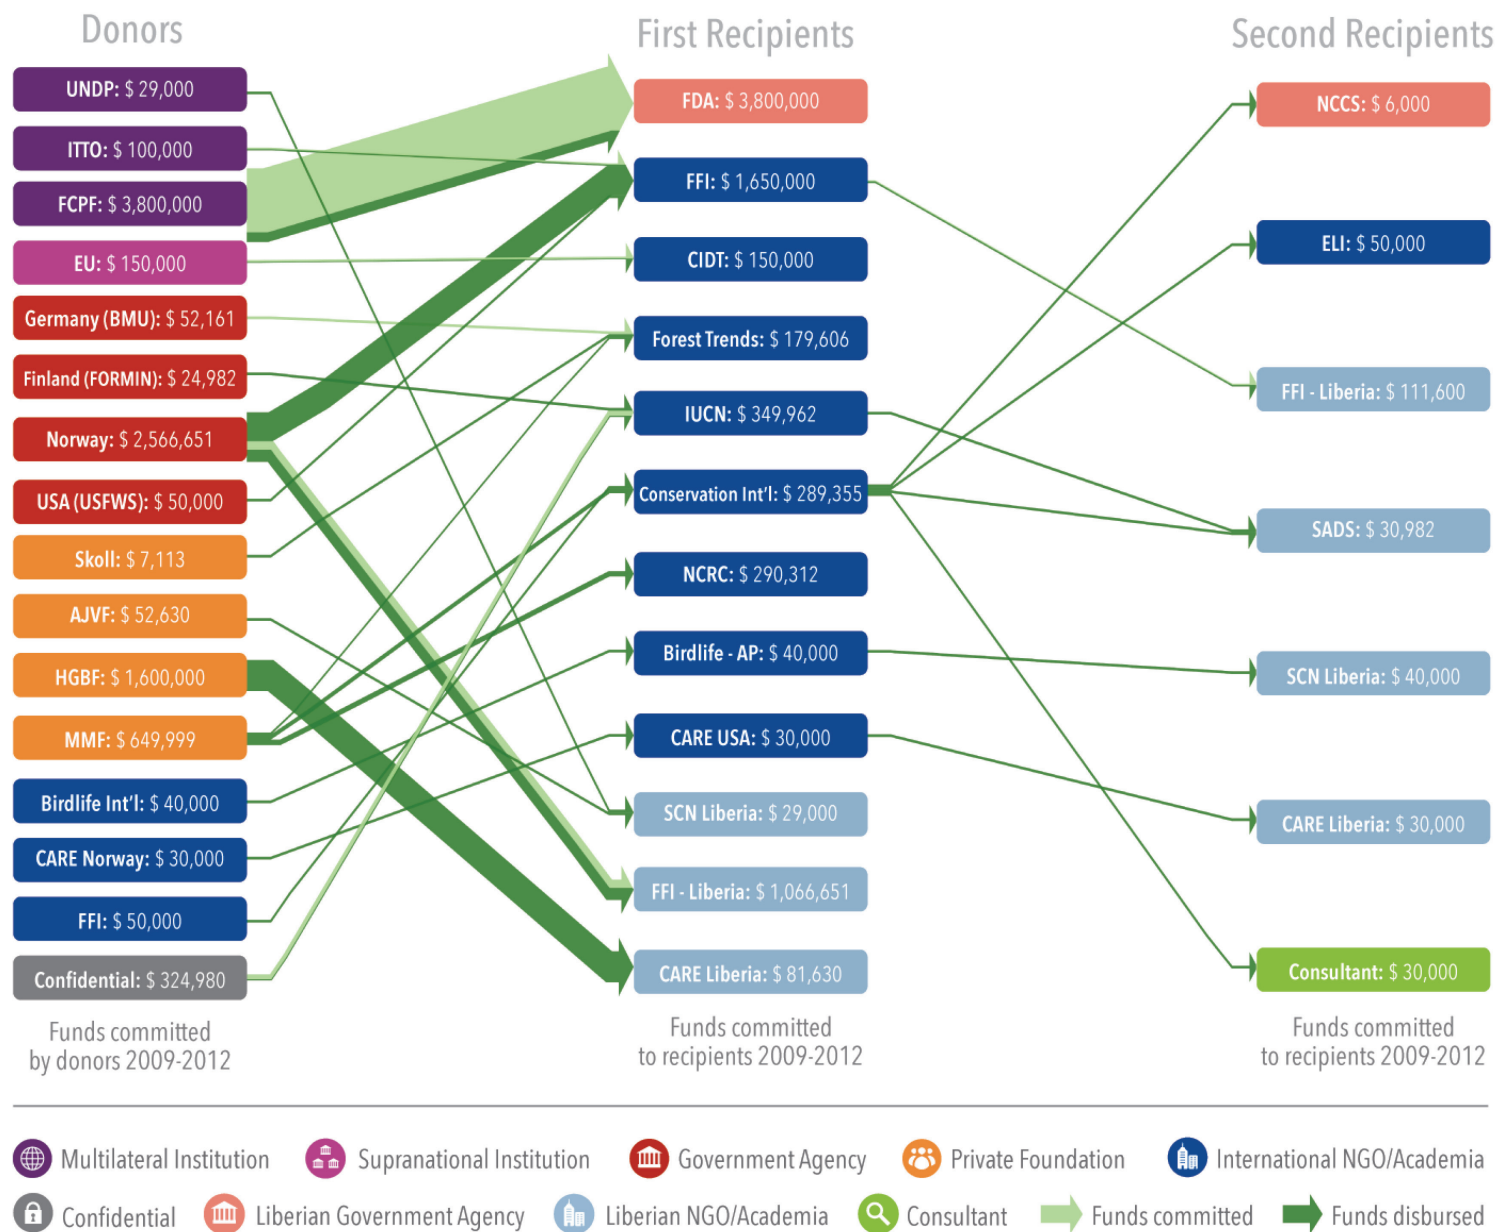 Donors
First Recipients
Second Recipients
UNDP: $ 29,000
ITTO: $ 100,000
FCPF: $ 3,800,000
EU: $ 150,000
Germany (BMU): $ 52,161
Finland (FORMIN): $ 24,982
Norway: $ 2,566,651
USA (USFWS): $ 50,000
Skoll: $ 7,113
AJVF: $ 52,630
HGBF: $ 1,600,000
MMF: $ 649,999
Birdlife Int'l: $ 40,000
CARE Norway: $ 30,000
FFI: $ 50,000
Confidential: $ 324,980
Funds committed
by donors 2009-2012
FDA: $ 3,800,000
FFI: $ 1,650,000
CIDT: $ 150,000
Forest Trends: $ 179,606
IUCN: $ 349,962
Conservation Int'l: $ 289,355
NCRC: $ 290,312
Birdlife - AP: $ 40,000
CARE USA: $ 30,000
SCN Liberia: $ 29,000
FFI - Liberia: $ 1,066,651
CARE Liberia: $ 81,630
Funds committed
to recipients 2009-2012
NCCS: $ 6,000
ELI: $ 50,000
FFI - Liberia: $ 111,600
SADS: $ 30,982
SCN Liberia: $ 40,000
CARE Liberia: $ 30,000
Consultant: $ 30,000
Funds committed
to recipients 2009-2012
Multilateral Institution
Supranational Institution
Government Agency
Private Foundation
International NGO/Academia
Confidential
Liberian Government Agency
Liberian NGO/Academia
Consultant
Funds committed
Funds disbursed